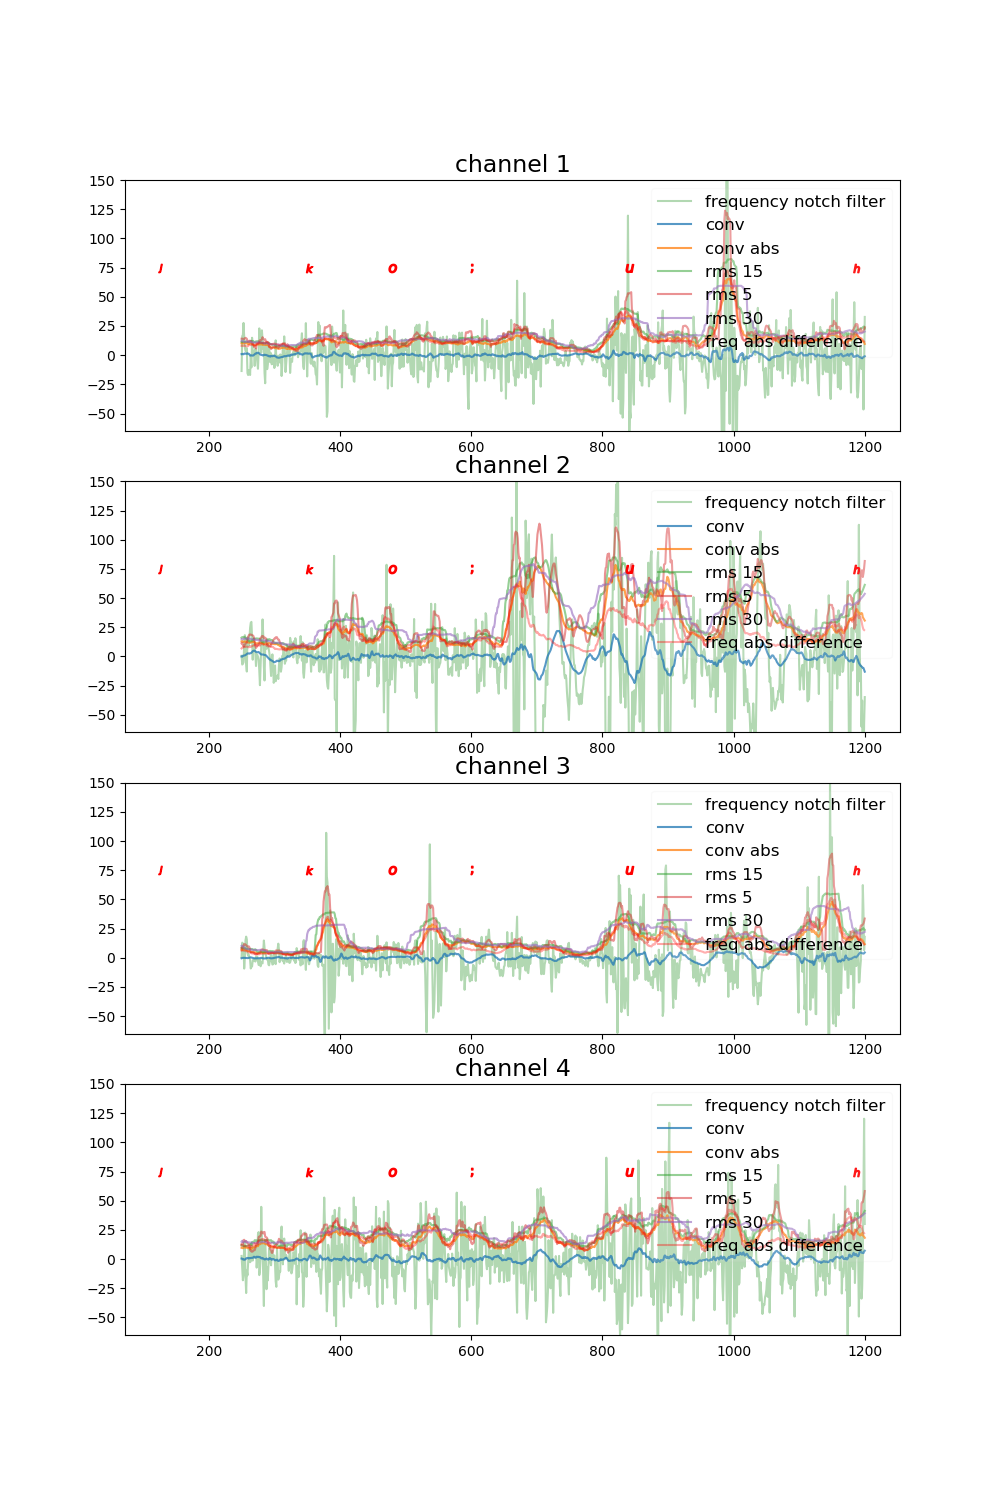 channel 1
150
125
100
75
50
25
0
−25
−50
J k o ; u h
frequency notch filter
conv
conv abs
rms 15
rms 5
rms 30
freq abs difference
200 400 600 800 1000 1200
channel 2
150
125
100
75
50
25
0
−25
−50
J k o ; u h
frequency notch filter
conv
conv abs
rms 15
rms 5
rms 30
freq abs difference
200 400 600 800 1000 1200
channel 3
150
125
100
75
50
25
0
−25
−50
J k o ; u h
frequency notch filter
conv
conv abs
rms 15
rms 5
rms 30
freq abs difference
200 400 600 800 1000 1200
channel 4
150
125
100
75
50
25
0
−25
−50
J k o ; u h
frequency notch filter
conv
conv abs
rms 15
rms 5
rms 30
freq abs difference
200 400 600 800 1000 1200